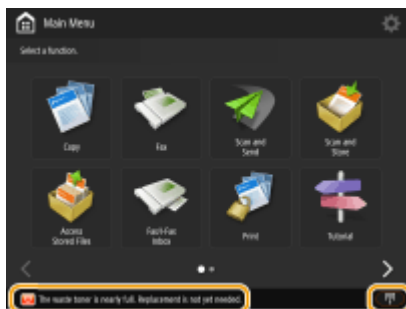 Main Menu
Select a function.
Copy
Fax
Scan and
Send
Scan and
Store
Access
Stored Files
Fax/I-Fax
Inbox
Print
Tutorial
The waste toner is nearly full. Replacement is not yet needed.